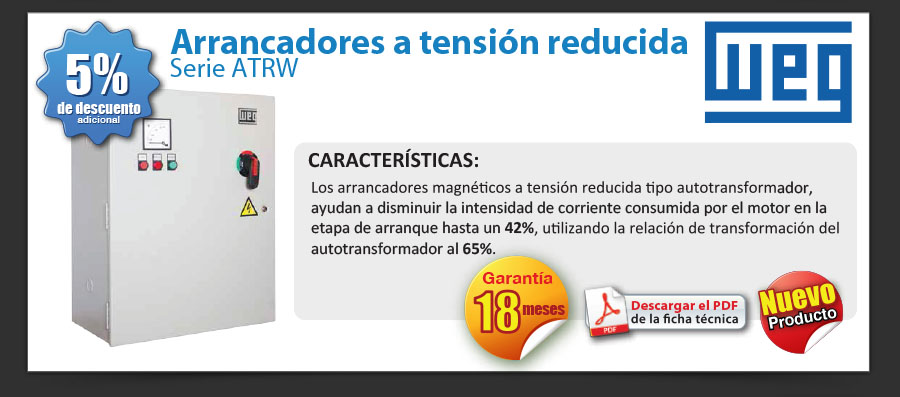 5%
de descuento
adicional
Arrancadores a tensión reducida
Serie ATRW
weg
weg
CARACTERÍSTICAS:
Los arrancadores magnéticos a tensión reducida tipo autotransformador,
ayudan a disminuir la intensidad de corriente consumida por el motor en la
etapa de arranque hasta un 42%, utilizando la relación de transformación del
autotransformador al 65%.
Garantía
18 meses
PDF
Descargar el PDF
de la ficha técnica
Nuevo
Producto